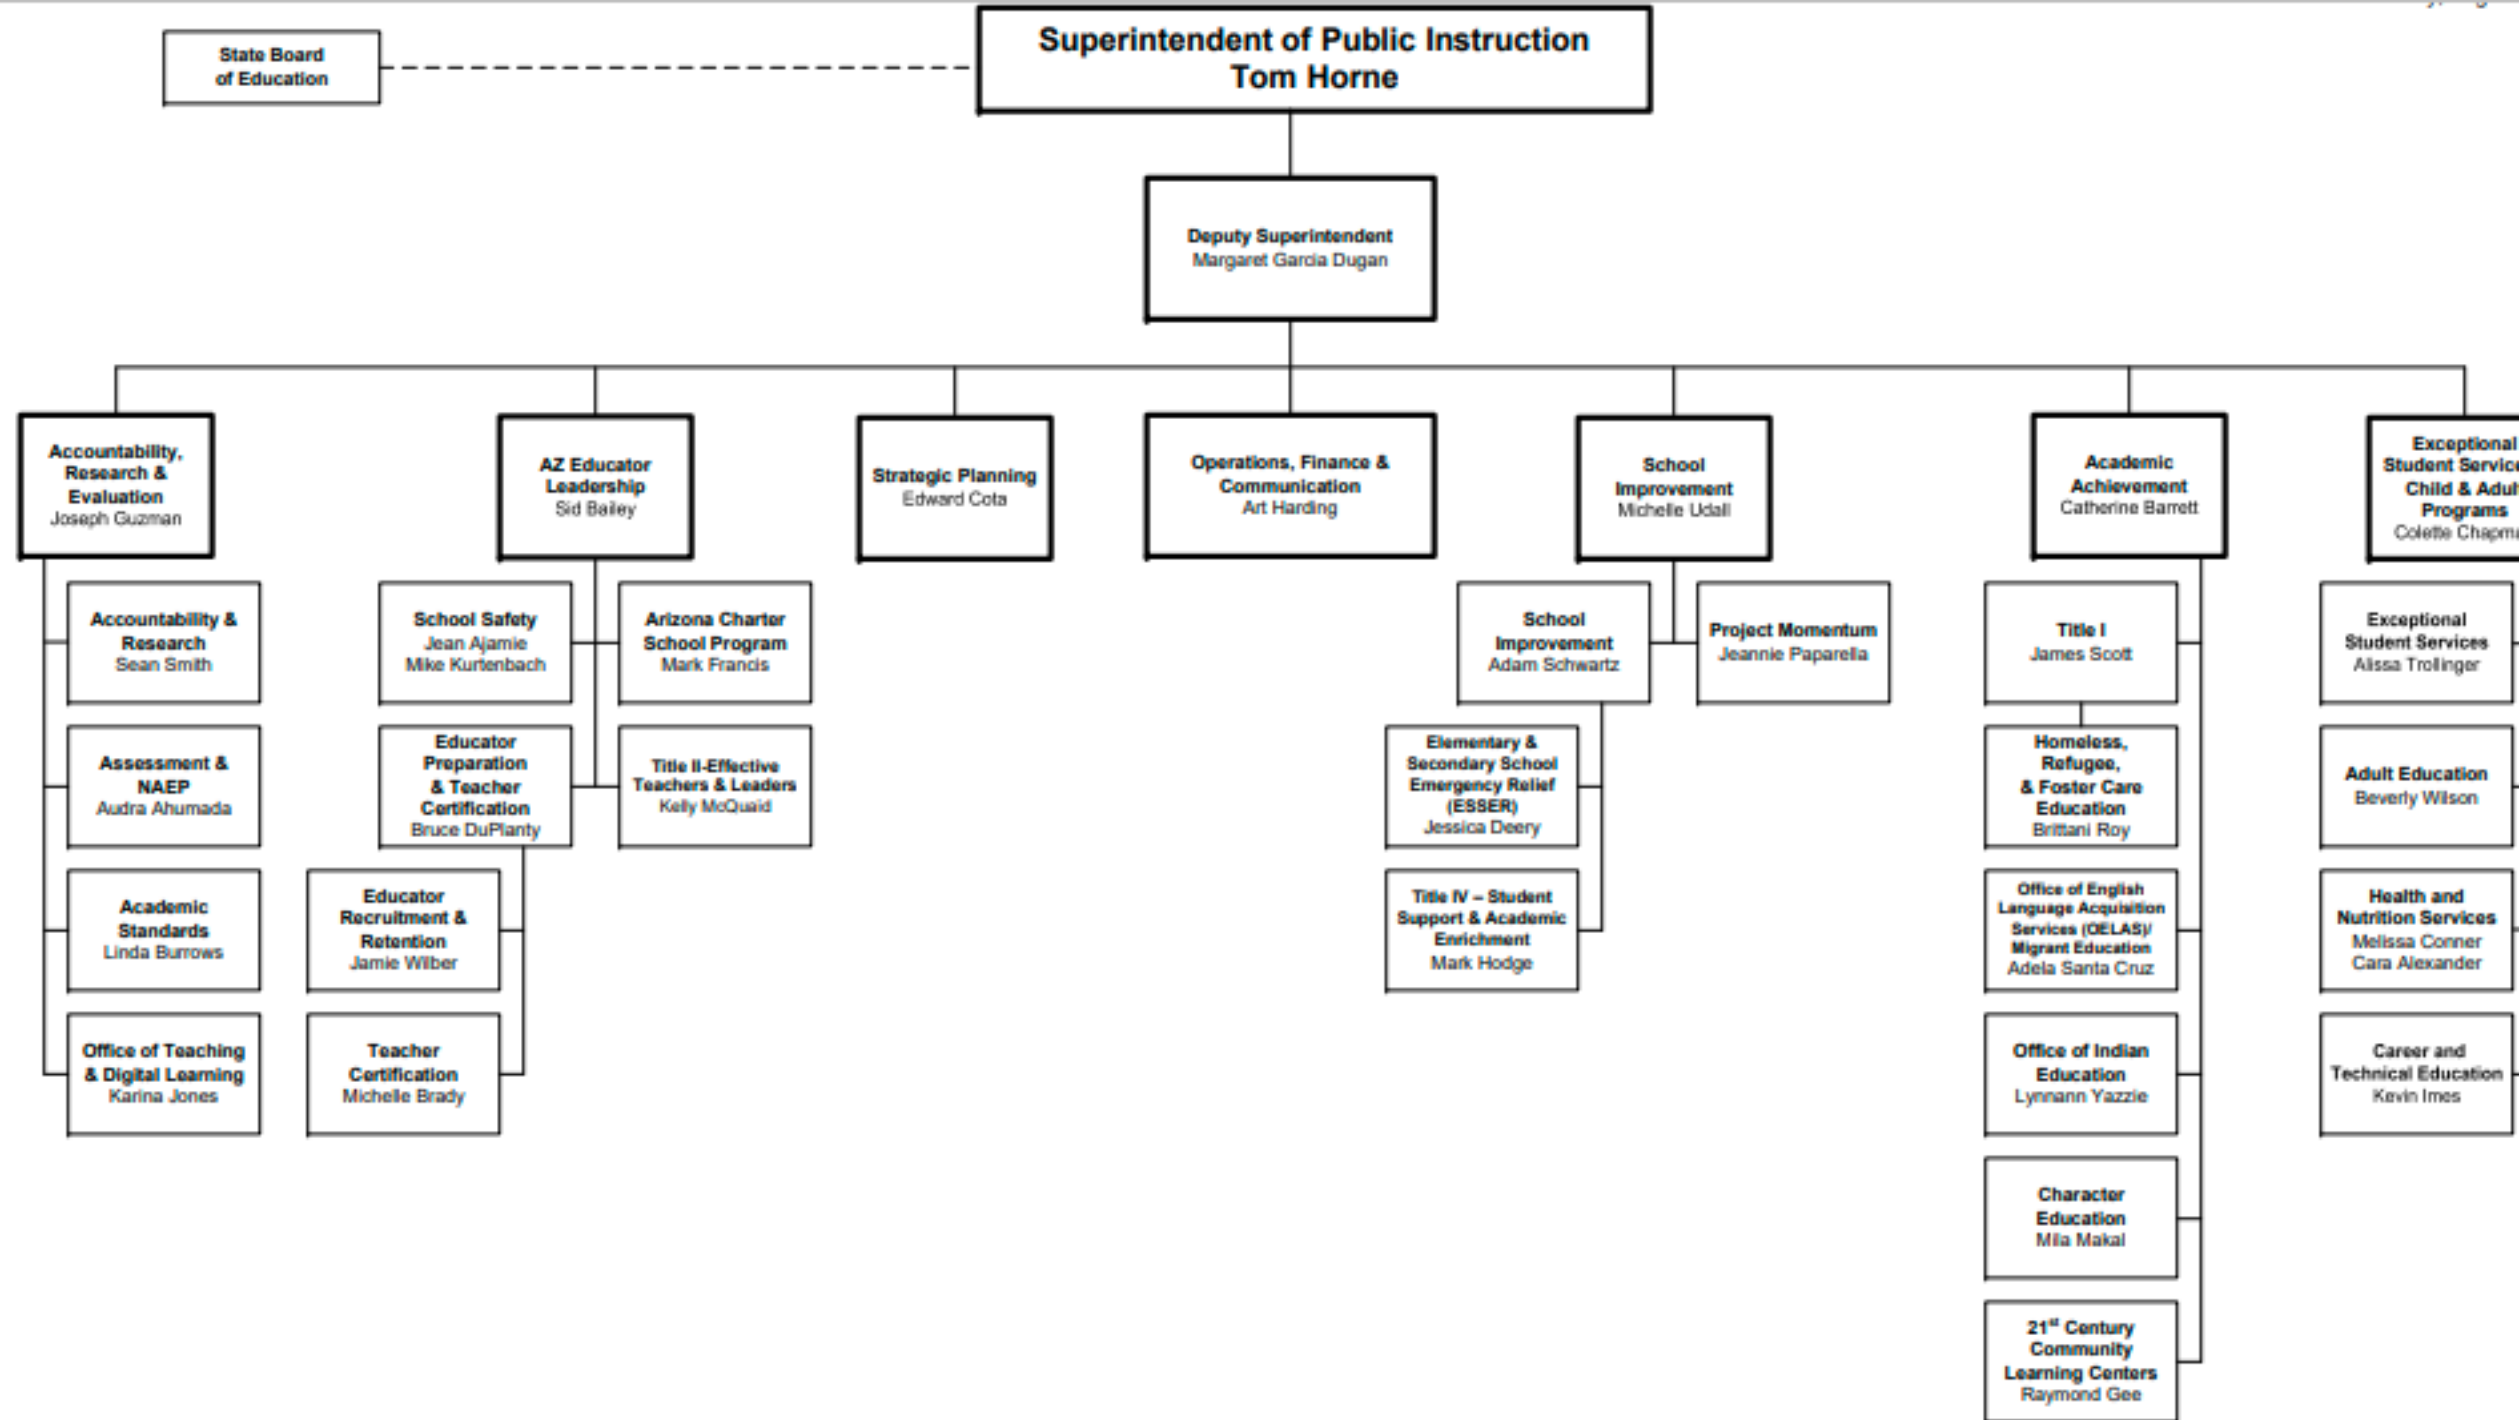 Superintendent of Public Instruction
Tom Horne
State Board
of Education
Deputy Superintendent
Margaret Garcia Dugan
Accountability,
Research &
Evaluation
Joseph Guzman
AZ Educator
Leadership
Sid Bailey
Strategic Planning
Edward Cota
Operations, Finance &
Communication
Art Harding
School
Improvement
Michelle Udall
Academic
Achievement
Catherine Barrett
Exceptional
Student Service
Child & Adul
Programs
Colette Chapm
Accountability &
Research
Sean Smith
Assessment &
NAEP
Audra Ahumada
Academic
Standards
Linda Burrows
Office of Teaching
& Digital Learning
Karina Jones
School Safety
Jean Ajamie
Mike Kurtenbach
Arizona Charter
School Program
Mark Francis
Educator
Preparation
& Teacher
Certification
Bruce DuPlanty
Title II-Effective
Teachers & Leaders
Kelly McQuaid
Educator
Recruitment &
Retention
Jamie Wilber
Teacher
Certification
Michelle Brady
School
Improvement
Adam Schwartz
Project Momentum
Jeannie Paparella
Elementary &
Secondary School
Emergency Relief
(ESSER)
Jessica Deery
Title IV – Student
Support & Academic
Enrichment
Mark Hodge
Title I
James Scott
Homeless,
Refugee,
& Foster Care
Education
Brittani Roy
Office of English
Language Acquisition
Services (OELAS)/
Migrant Education
Adela Santa Cruz
Office of Indian
Education
Lynnann Yazzie
Character
Education
Mila Makal
21st Century
Community
Learning Centers
Raymond Gee
Exceptional
Student Services
Alissa Trollinger
Adult Education
Beverly Wilson
Health and
Nutrition Services
Melissa Conner
Cara Alexander
Career and
Technical Education
Kevin Imes